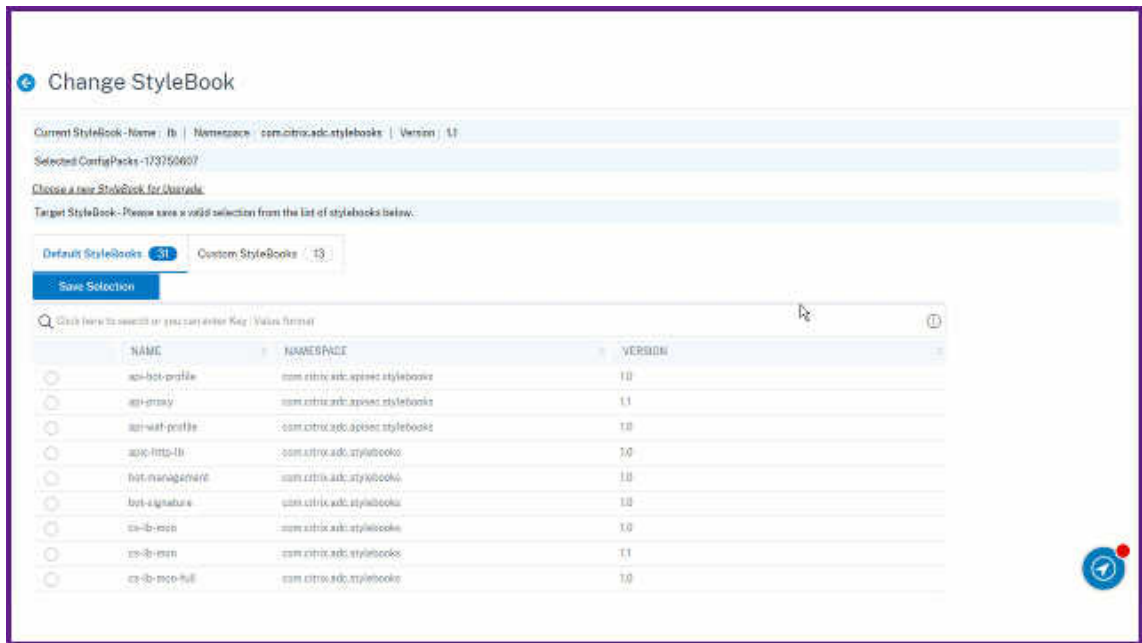 Change StyleBook
Current StyleBook - Name : lb | Namespace : com.citrix.adc.stylebooks | Version : 1.1
Selected ConfigPacks - 173750607
Choose a new StyleBook for Upgrade
Target StyleBook - Please save a valid selection from the list of stylebooks below.
Default StyleBooks 31 Custom StyleBooks 13
Save Selection
Click here to search or you can enter Key : Value format
NAME NAMESPACE VERSION
api-bot-profile com.citrix.adc.apisec.stylebooks 1.0
api-proxy com.citrix.adc.apisec.stylebooks 1.1
api-waf-profile com.citrix.adc.apisec.stylebooks 1.0
apic-http-lb com.citrix.adc.stylebooks 1.0
bot-management com.citrix.adc.stylebooks 1.0
bot-signature com.citrix.adc.stylebooks 1.0
cs-lb-mon com.citrix.adc.stylebooks 1.0
cs-lb-mon com.citrix.adc.stylebooks 1.1
cs-lb-mon-full com.citrix.adc.stylebooks 1.0